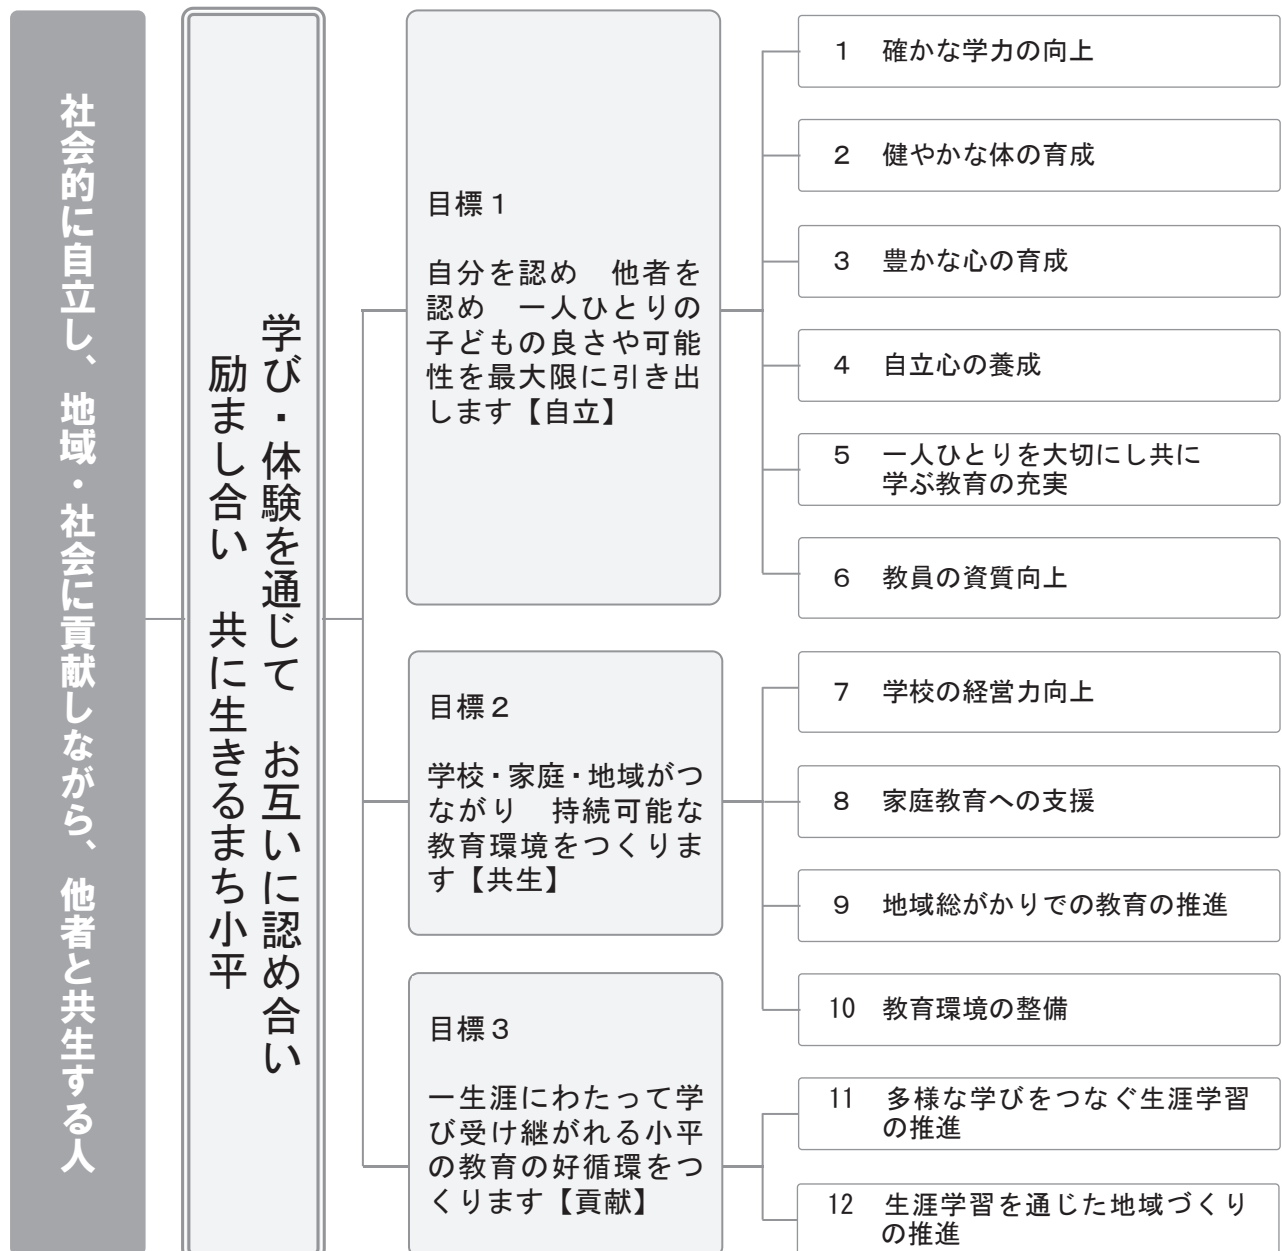 社会的に自立し、地域・社会に貢献しながら、他者と共生する人
学び・体験を通じて　お互いに認め合い
励まし合い　共に生きるまち小平
目標１
自分を認め　他者を
認め　一人ひとりの
子どもの良さや可能
性を最大限に引き出
します【自立】
1　確かな学力の向上
2　健やかな体の育成
3　豊かな心の育成
4　自立心の養成
5　一人ひとりを大切にし共に
学ぶ教育の充実
6　教員の資質向上
目標２
学校・家庭・地域がつ
ながり　持続可能な
教育環境をつくりま
す【共生】
7　学校の経営力向上
8　家庭教育への支援
9　地域総がかりでの教育の推進
10　教育環境の整備
目標３
一生涯にわたって学
び受け継がれる小平
の教育の好循環をつ
くります【貢献】
11　多様な学びをつなぐ生涯学習
の推進
12　生涯学習を通じた地域づくり
の推進